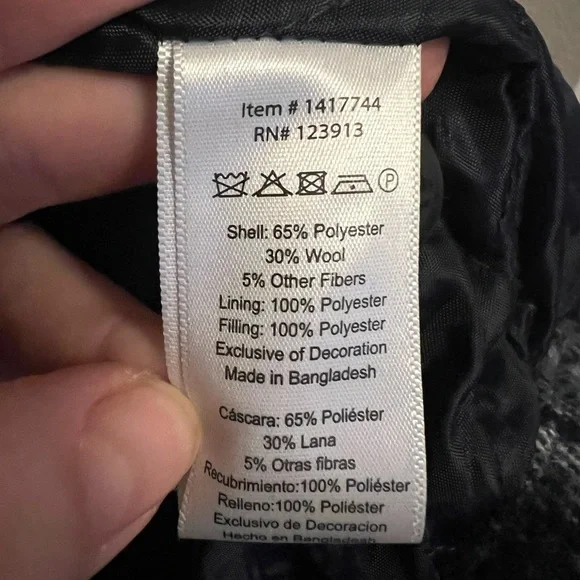 Item # 1417744
RN# 123913
P
Shell: 65% Polyester
30% Wool
5% Other Fibers
Lining: 100% Polyester
Filling: 100% Polyester
Exclusive of Decoration
Made in Bangladesh
Cáscara: 65% Poliéster
30% Lana
5% Otras fibras
Recubrimiento:100% Poliéster
Relleno:100% Poliéster
Exclusivo de Decoracion
Hecho en Bangladesh